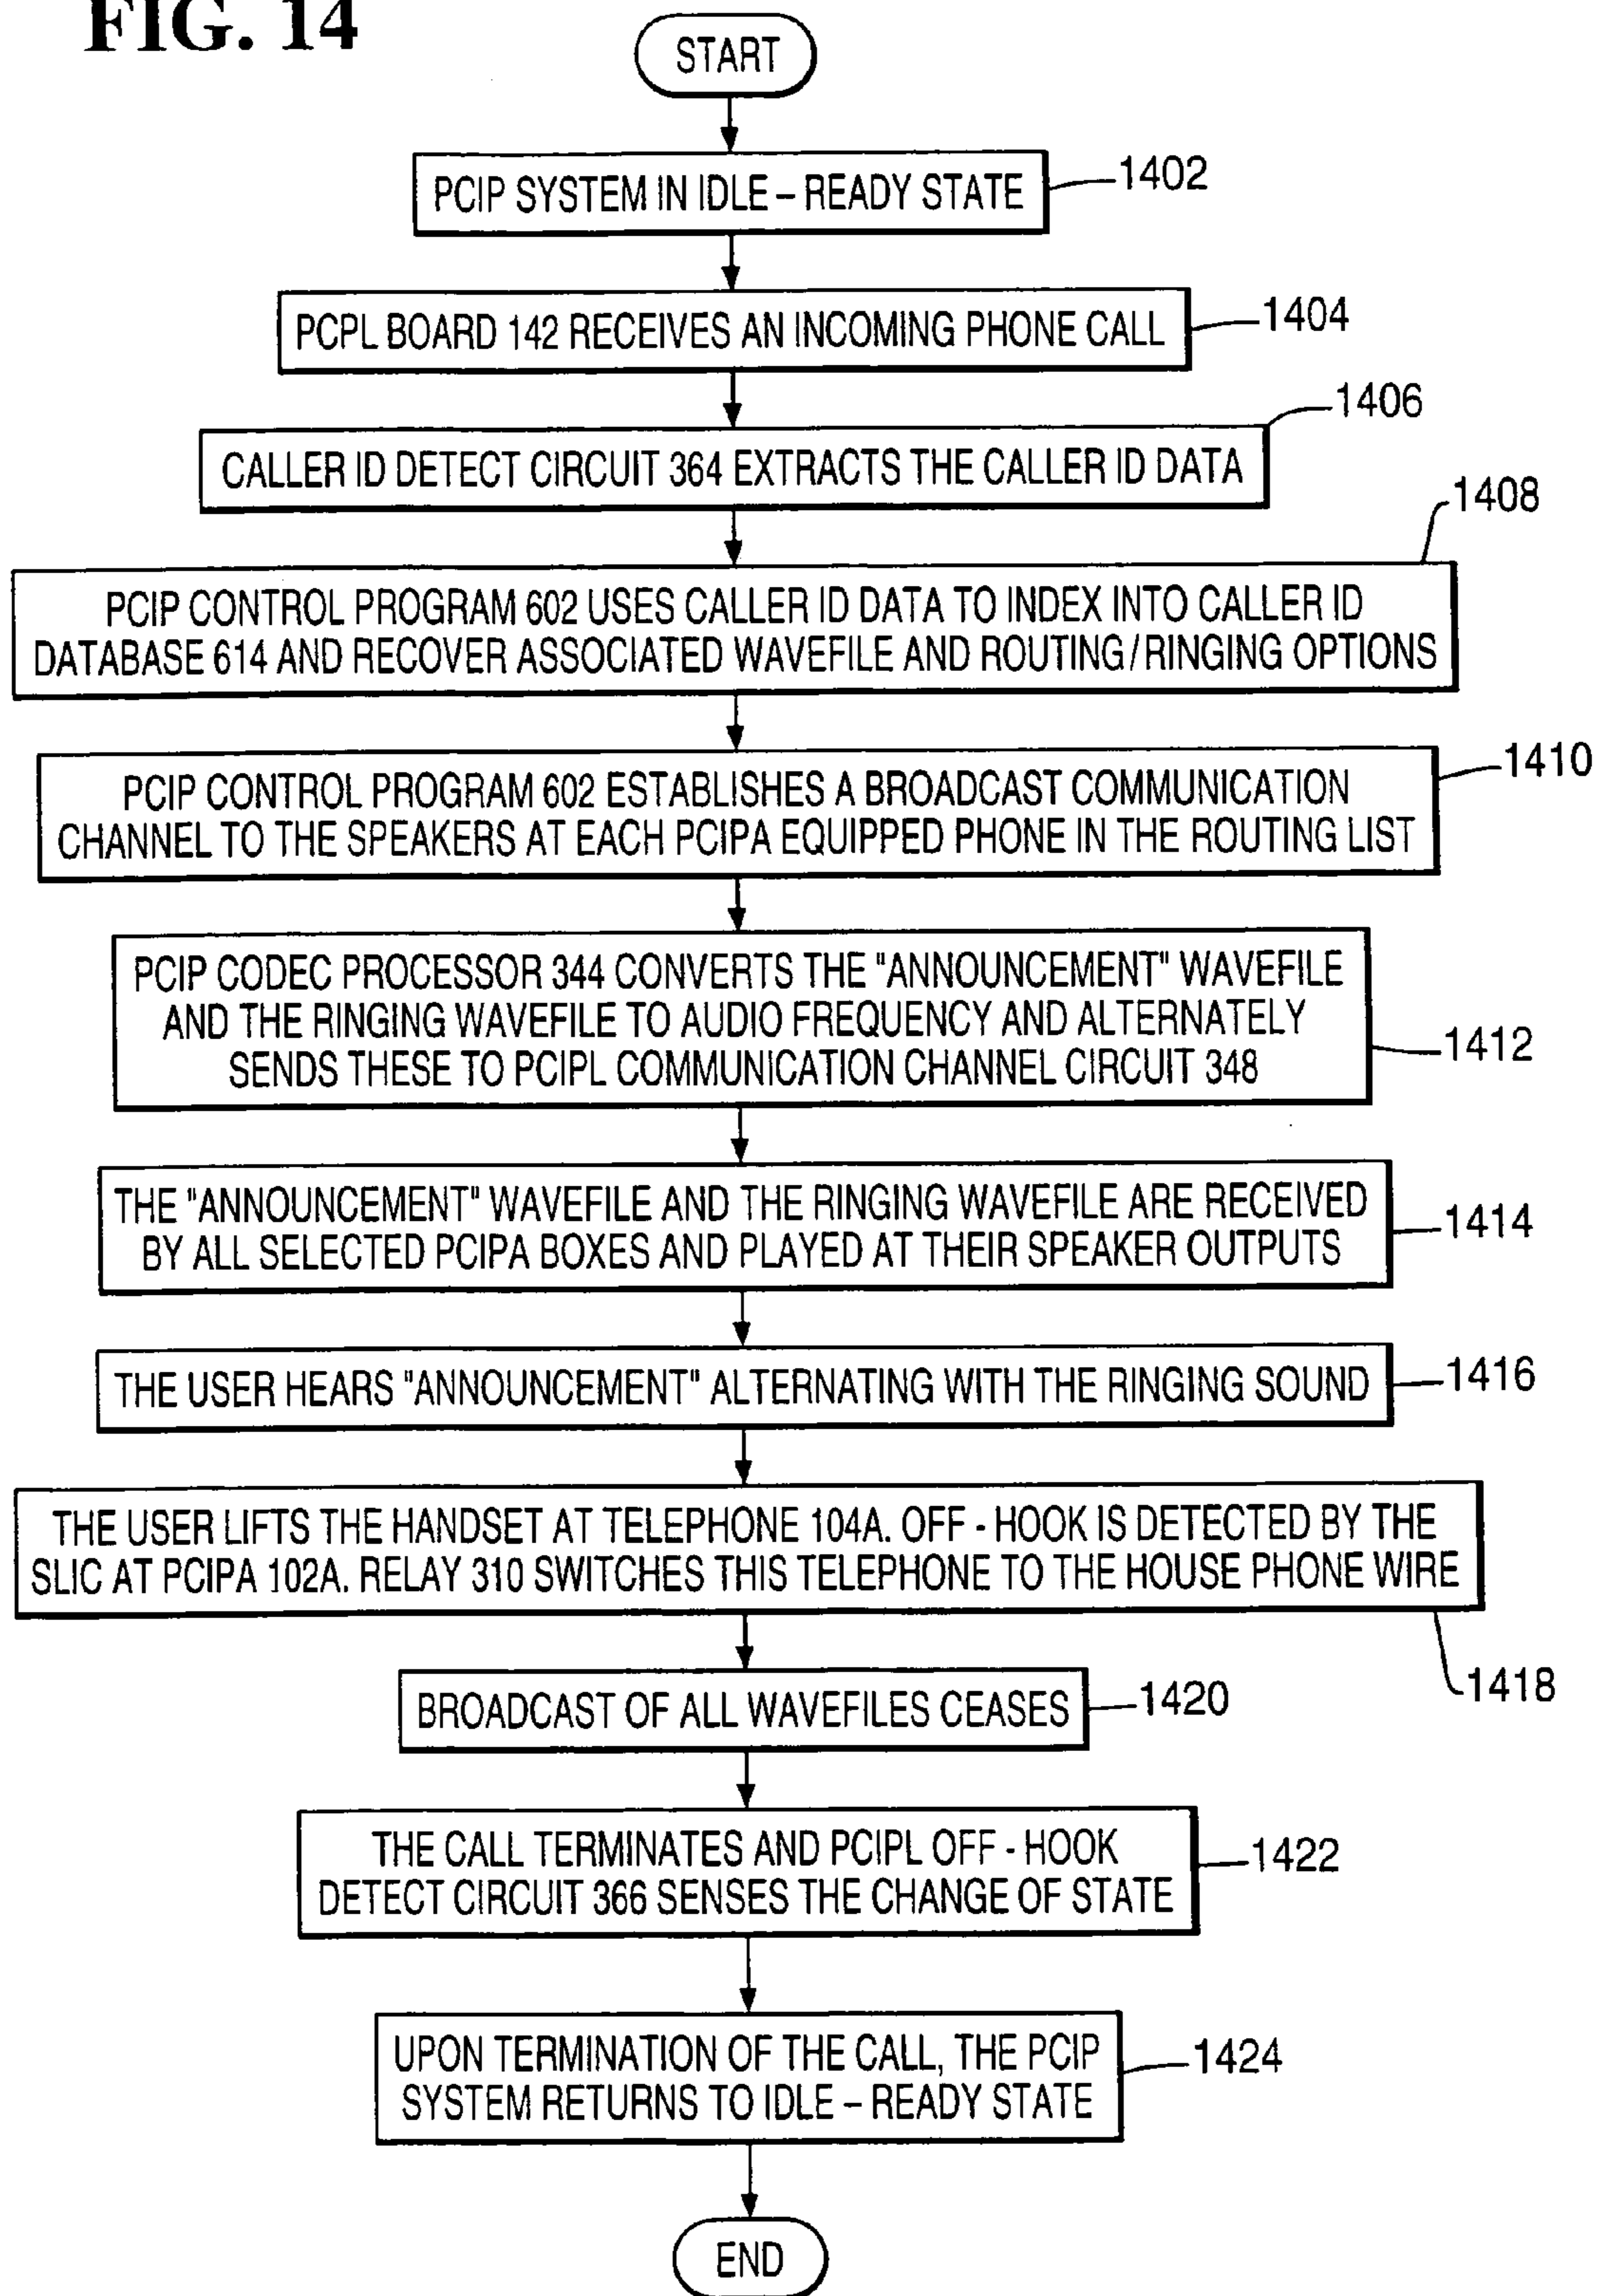 FIG. 14
START
PCIP SYSTEM IN IDLE – READY STATE
1402
PCPL BOARD 142 RECEIVES AN INCOMING PHONE CALL
1404
CALLER ID DETECT CIRCUIT 364 EXTRACTS THE CALLER ID DATA
1406
PCIP CONTROL PROGRAM 602 USES CALLER ID DATA TO INDEX INTO CALLER ID
DATABASE 614 AND RECOVER ASSOCIATED WAVEFILE AND ROUTING/RINGING OPTIONS
1408
PCIP CONTROL PROGRAM 602 ESTABLISHES A BROADCAST COMMUNICATION
CHANNEL TO THE SPEAKERS AT EACH PCIPA EQUIPPED PHONE IN THE ROUTING LIST
1410
PCIP CODEC PROCESSOR 344 CONVERTS THE "ANNOUNCEMENT" WAVEFILE
AND THE RINGING WAVEFILE TO AUDIO FREQUENCY AND ALTERNATELY
SENDS THESE TO PCIPL COMMUNICATION CHANNEL CIRCUIT 348
1412
THE "ANNOUNCEMENT" WAVEFILE AND THE RINGING WAVEFILE ARE RECEIVED
BY ALL SELECTED PCIPA BOXES AND PLAYED AT THEIR SPEAKER OUTPUTS
1414
THE USER HEARS "ANNOUNCEMENT" ALTERNATING WITH THE RINGING SOUND
1416
THE USER LIFTS THE HANDSET AT TELEPHONE 104A. OFF - HOOK IS DETECTED BY THE
SLIC AT PCIPA 102A. RELAY 310 SWITCHES THIS TELEPHONE TO THE HOUSE PHONE WIRE
1418
BROADCAST OF ALL WAVEFILES CEASES
1420
THE CALL TERMINATES AND PCIPL OFF - HOOK
DETECT CIRCUIT 366 SENSES THE CHANGE OF STATE
1422
UPON TERMINATION OF THE CALL, THE PCIP
SYSTEM RETURNS TO IDLE – READY STATE
1424
END